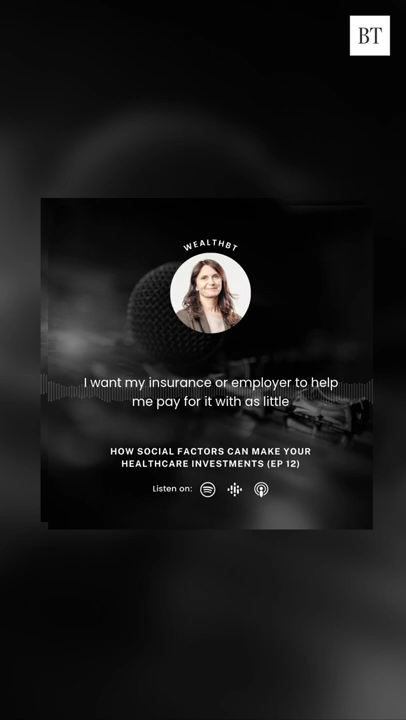 BT
WEALTHBT
I want my insurance or employer to help
me pay for it with as little
HOW SOCIAL FACTORS CAN MAKE YOUR
HEALTHCARE INVESTMENTS (EP 12)
Listen on: